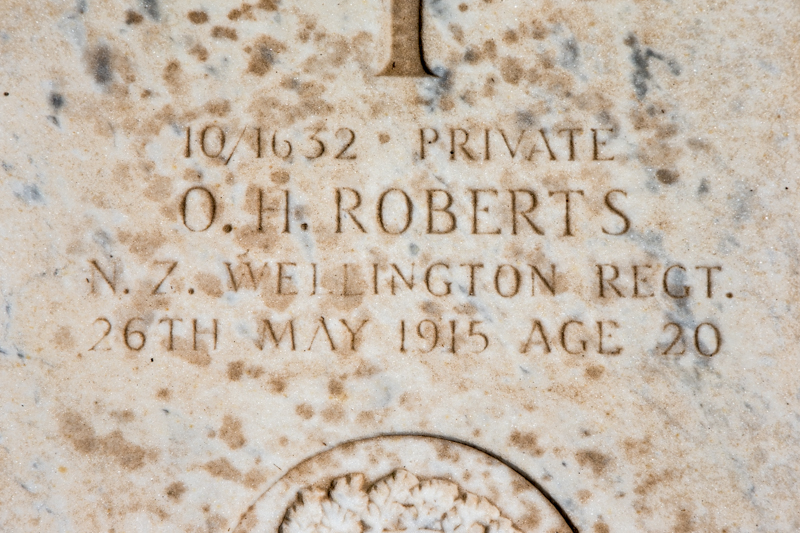 10/1632 PRIVATE
O. H. ROBERTS
N. Z. WELLINGTON REGT.
26TH MAY 1915 AGE 20